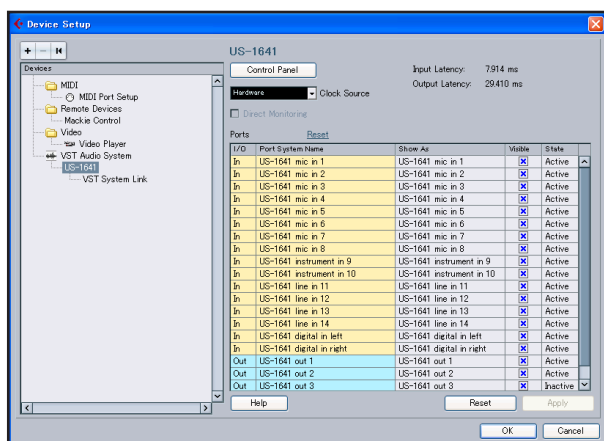 Device Setup
US-1641
Devices
Control Panel
Input Latency: 7.914 ms
Output Latency: 29.410 ms
Hardware
Clock Source
Direct Monitoring
Ports Reset
MIDI
MIDI Port Setup
Remote Devices
Mackie Control
Video
Video Player
VST Audio System
US-1641
VST System Link
I/O Port System Name Show As Visible State
In US-1641 mic in 1 US-1641 mic in 1 Active
In US-1641 mic in 2 US-1641 mic in 2 Active
In US-1641 mic in 3 US-1641 mic in 3 Active
In US-1641 mic in 4 US-1641 mic in 4 Active
In US-1641 mic in 5 US-1641 mic in 5 Active
In US-1641 mic in 6 US-1641 mic in 6 Active
In US-1641 mic in 7 US-1641 mic in 7 Active
In US-1641 mic in 8 US-1641 mic in 8 Active
In US-1641 instrument in 9 US-1641 instrument in 9 Active
In US-1641 instrument in 10 US-1641 instrument in 10 Active
In US-1641 line in 11 US-1641 line in 11 Active
In US-1641 line in 12 US-1641 line in 12 Active
In US-1641 line in 13 US-1641 line in 13 Active
In US-1641 line in 14 US-1641 line in 14 Active
In US-1641 digital in left US-1641 digital in left Active
In US-1641 digital in right US-1641 digital in right Active
Out US-1641 out 1 US-1641 out 1 Active
Out US-1641 out 2 US-1641 out 2 Active
Out US-1641 out 3 US-1641 out 3 Inactive
Help Reset Apply
OK Cancel